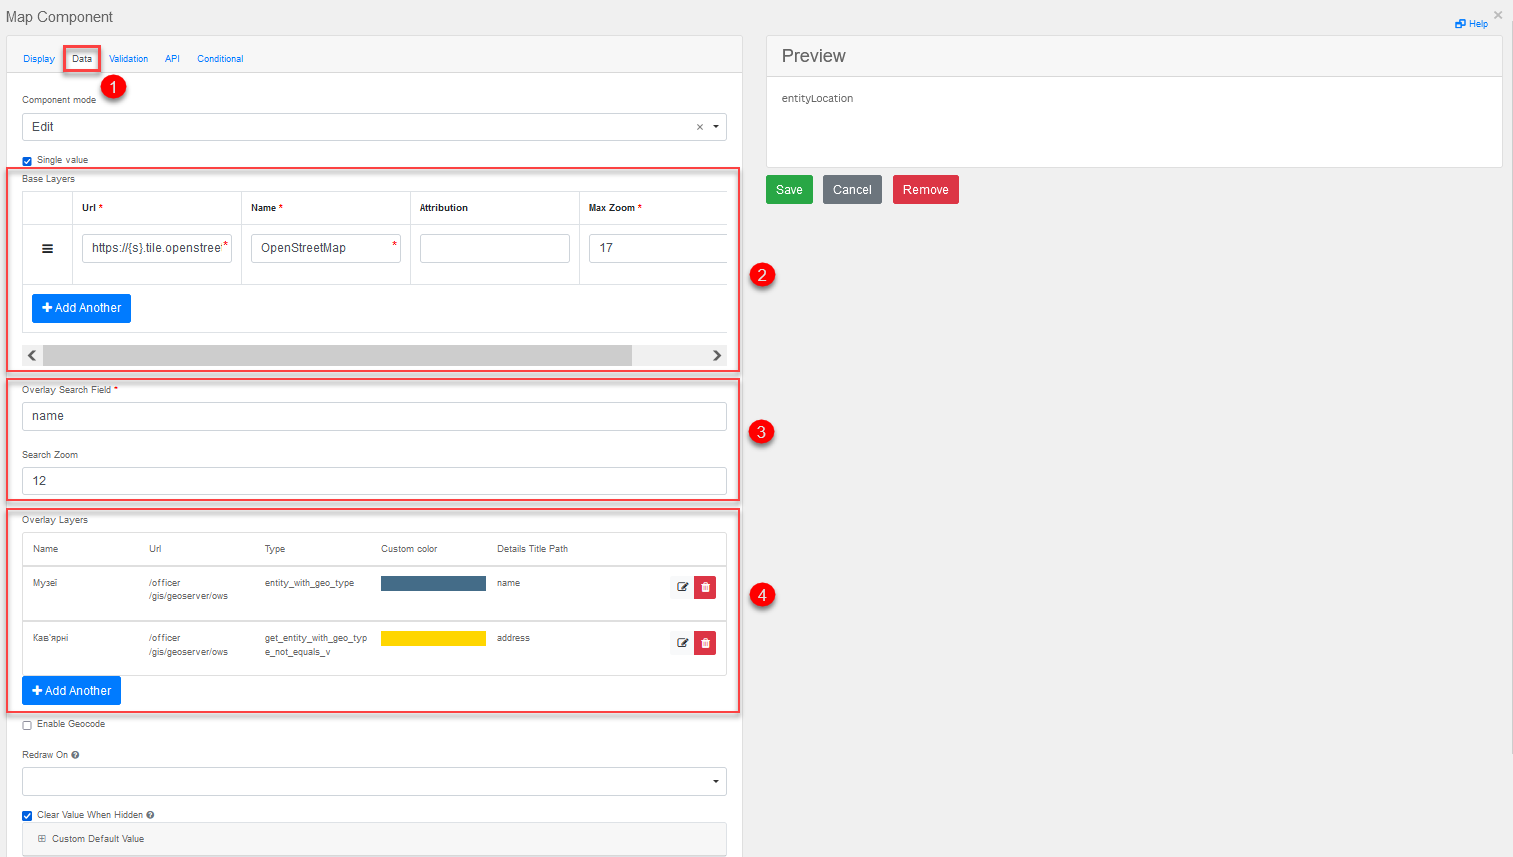 Map Component
×
Help
Display Data Validation API Conditional
1
Component mode
Edit ×
Single value
Base Layers
Url * Name * Attribution Max Zoom *
https://{s}.tile.openstree * OpenStreetMap * 17
Add Another
2
Overlay Search Field *
name
3
Search Zoom
12
Overlay Layers
Name Url Type Custom color Details Title Path
Музеї /officer entity_with_geo_type name
/gis/geoserver/ows
4
Кав'ярні /officer get_entity_with_geo_typ address
/gis/geoserver/ows e_not_equals_v
Add Another
Enable Geocode
Redraw On
Clear Value When Hidden
Custom Default Value
Preview
entityLocation
Save Cancel Remove